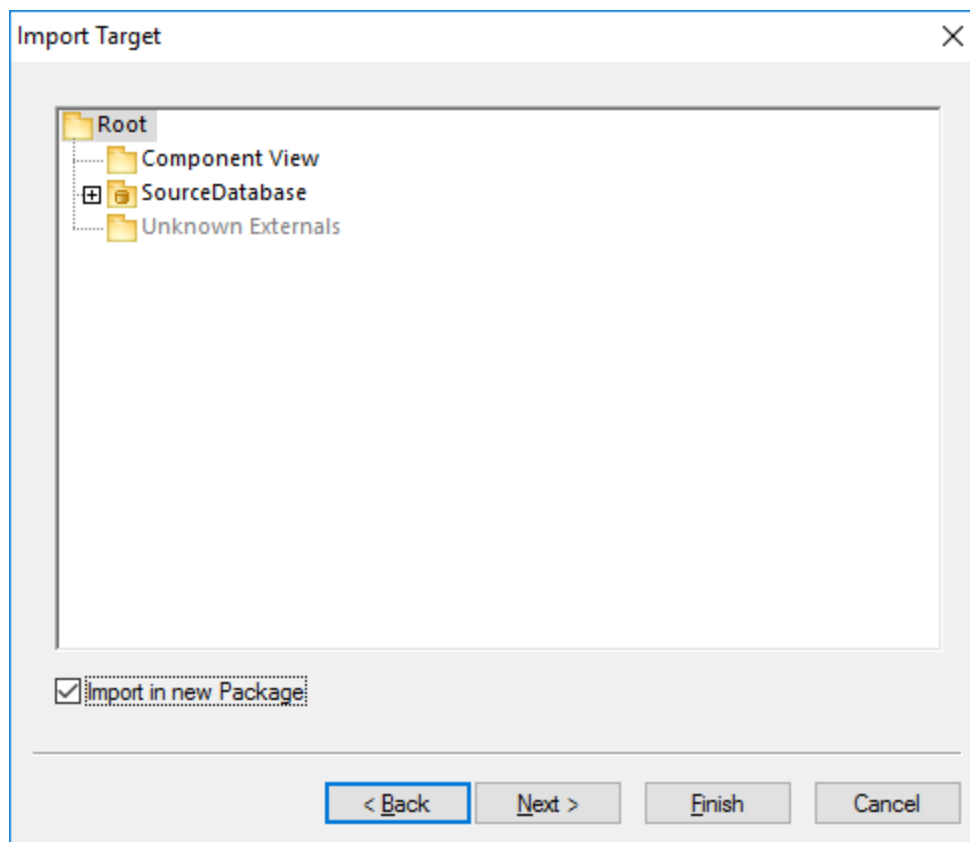 Import Target
Root
Component View
SourceDatabase
Unknown Externals
Import in new Package
< Back Next > Finish Cancel